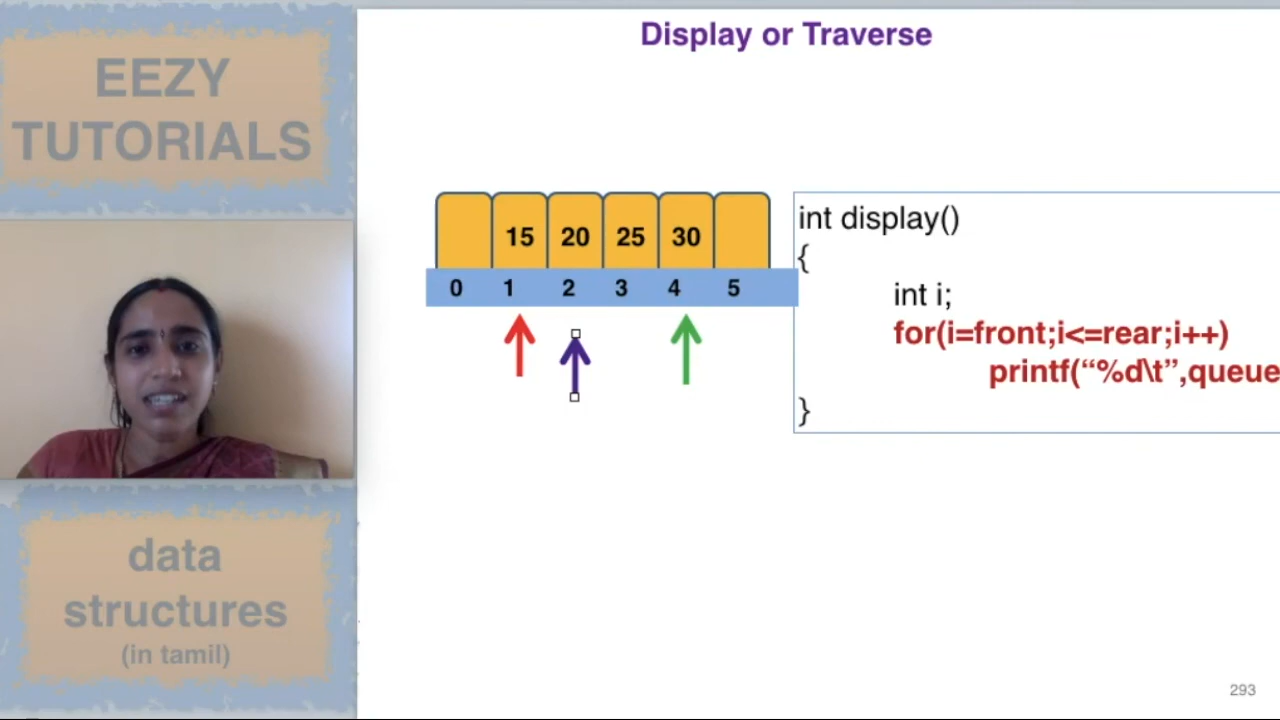 EEZY
TUTORIALS
data
structures
(in tamil)
Display or Traverse
15 20 25 30
0 1 2 3 4 5
int display()
{
int i;
for(i=front;i<=rear;i++)
printf(“%d\t”,queue
}
293